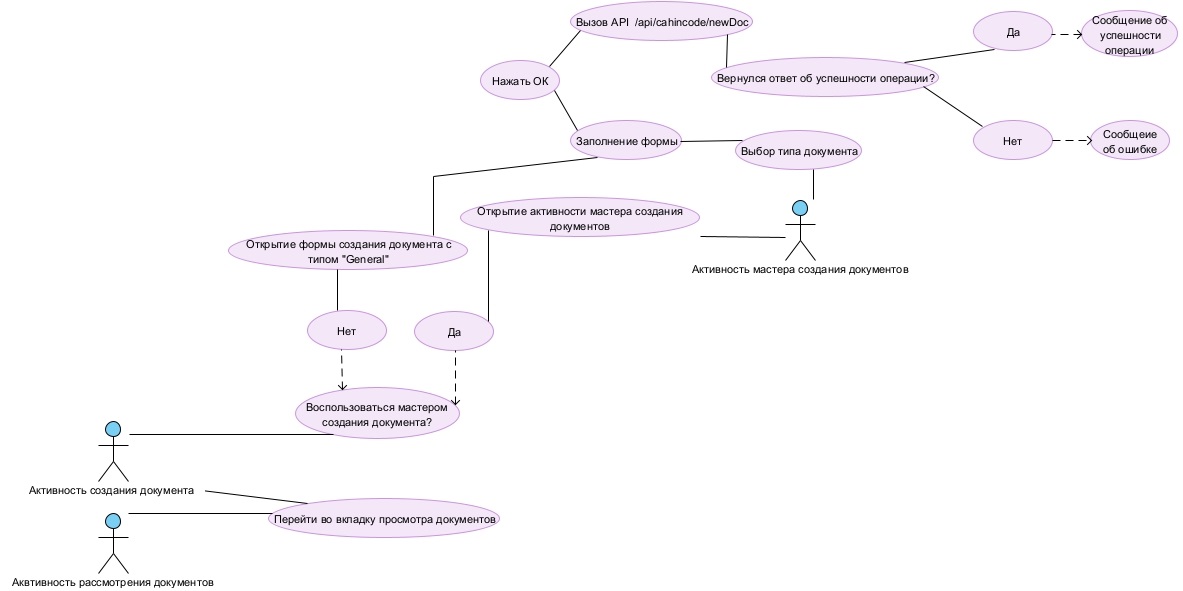 Вызов API /api/cahincode/newDoc
Да
Сообщение об
успешности
операции
Нажать ОК
Вернулся ответ об успешности операции?
Заполнение формы
Выбор типа документа
Нет
Сообщеие
об ошибке
Открытие активности мастера создания
документов
Открытие формы создания документа с
типом "General"
Активность мастера создания документов
Нет
Да
Воспользоваться мастером
создания документа?
Активность создания документа
Перейти во вкладку просмотра документов
Аквтивность рассмотрения документов